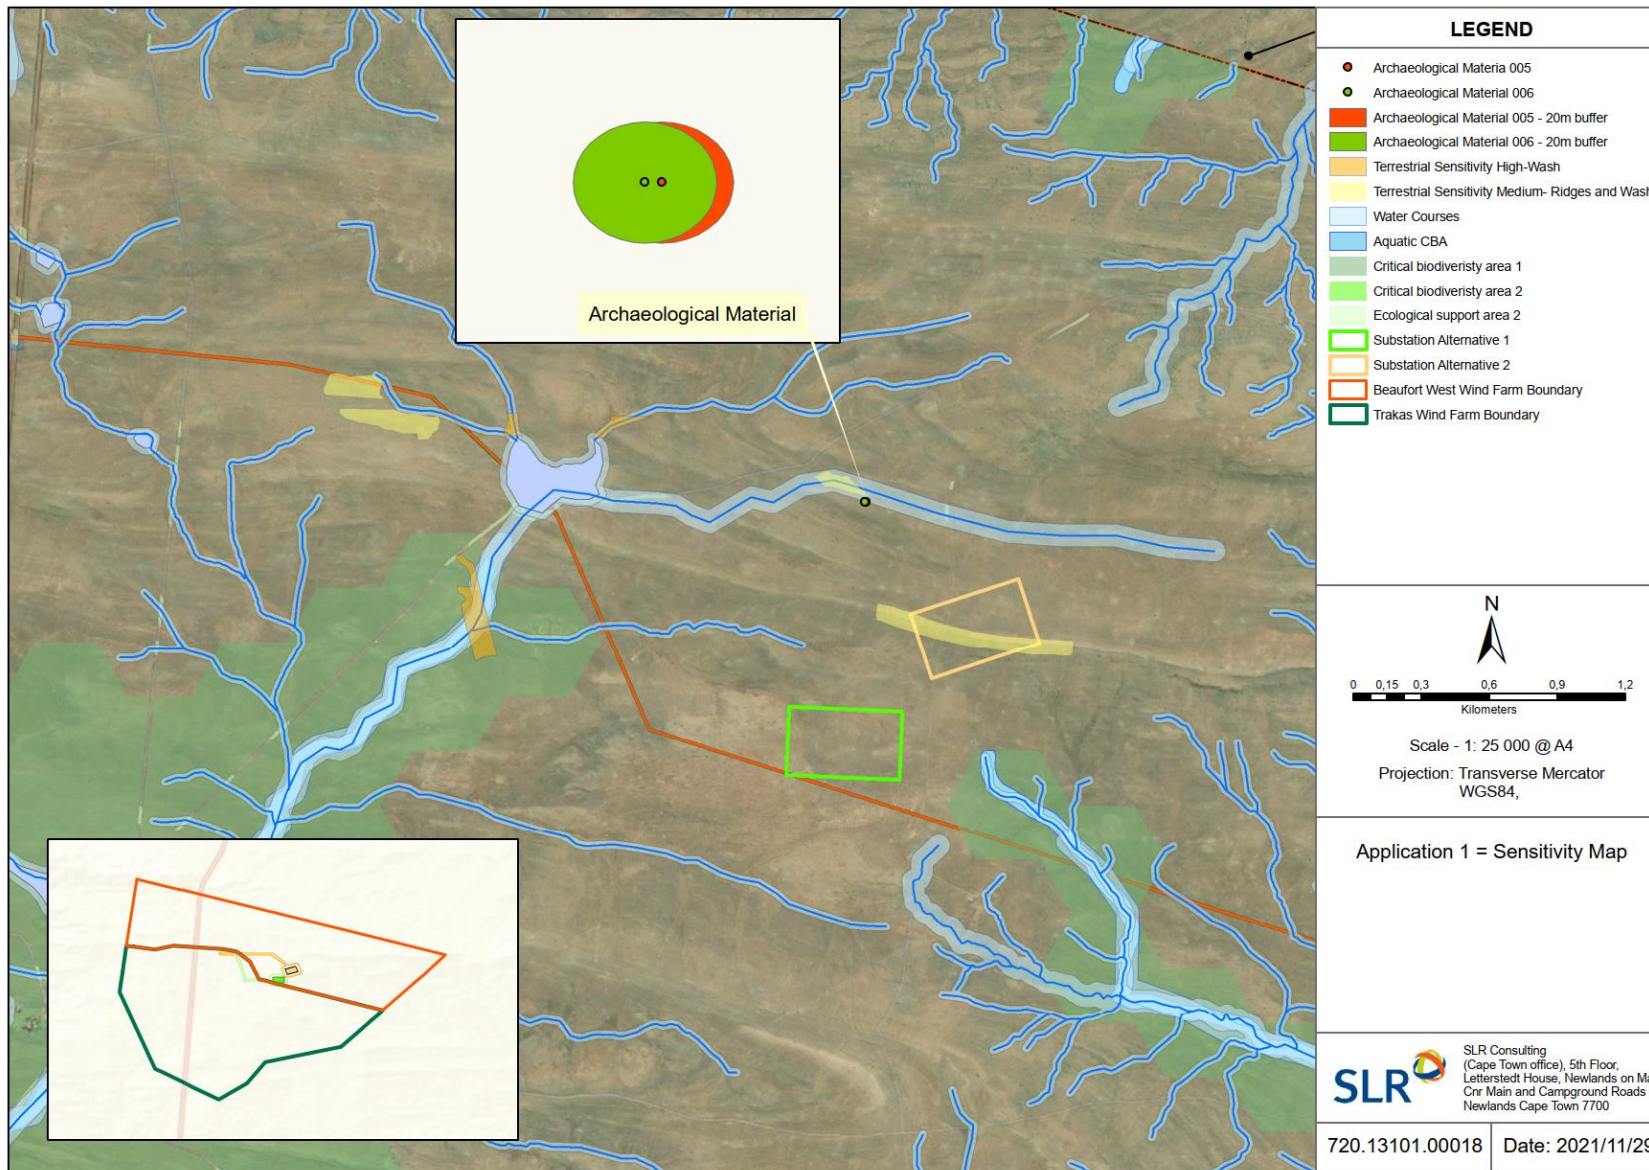 Archaeological Material
LEGEND
Archaeological Materia 005
Archaeological Material 006
Archaeological Material 005 - 20m buffer
Archaeological Material 006 - 20m buffer
Terrestrial Sensitivity High-Wash
Terrestrial Sensitivity Medium- Ridges and Wash
Water Courses
Aquatic CBA
Critical biodiveristy area 1
Critical biodiveristy area 2
Ecological support area 2
Substation Alternative 1
Substation Alternative 2
Beaufort West Wind Farm Boundary
Trakas Wind Farm Boundary
N
0 0,15 0,3 0,6 0,9 1,2
Kilometers
Scale - 1: 25 000 @ A4
Projection: Transverse Mercator
WGS84,
Application 1 = Sensitivity Map
SLR
SLR Consulting
(Cape Town office), 5th Floor,
Letterstedt House, Newlands on Ma
Cnr Main and Campground Roads
Newlands Cape Town 7700
720.13101.00018
Date: 2021/11/29